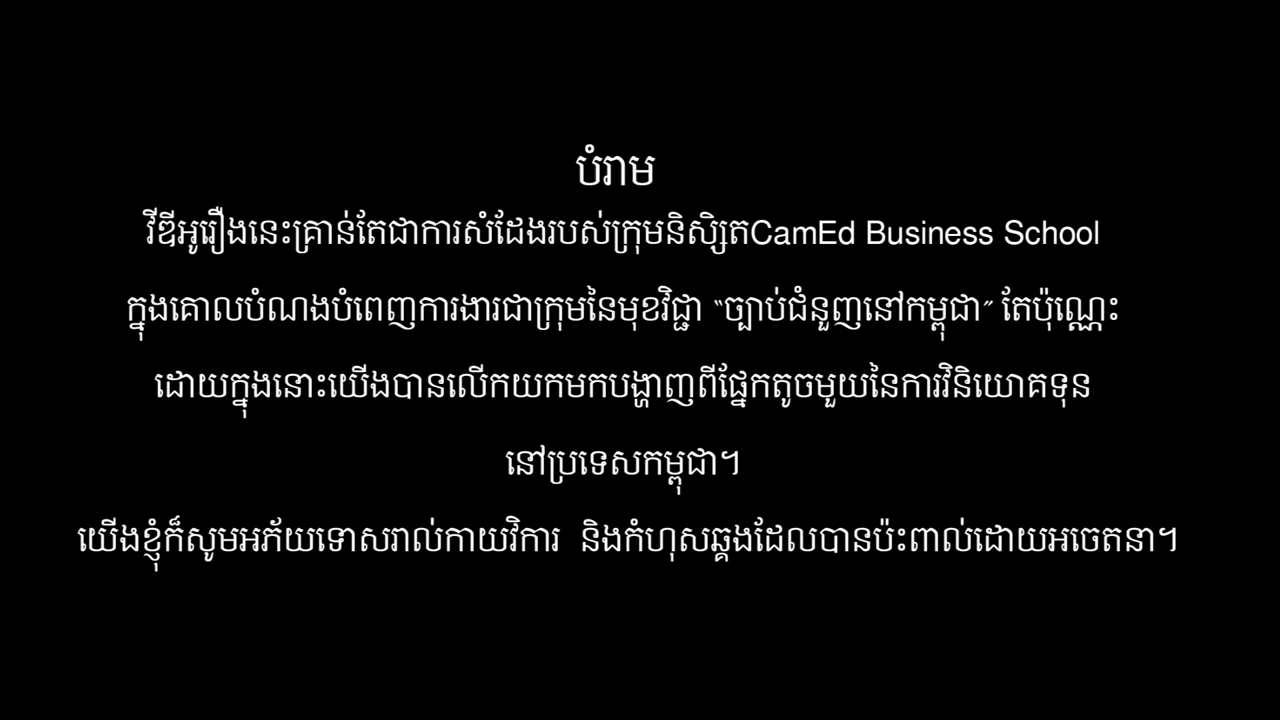 បំរាម
វីឌីអូរឿងនេះគ្រាន់តែជាការសំដែងរបស់ក្រុមនិស្សិតCamEd Business School
ក្នុងគោលបំណងបំពេញការងារជាក្រុមនៃមុខវិជ្ជា “ច្បាប់ជំនួញនៅកម្ពុជា” តែប៉ុណ្ណេះ
ដោយក្នុងនោះយើងបានលើកយកមកបង្ហាញពីផ្នែកតូចមួយនៃការវិនិយោគទុន
នៅប្រទេសកម្ពុជា។
យើងខ្ញុំក៏សូមអភ័យទោសរាល់កាយវិការ និងកំហុសឆ្គងដែលបានប៉ះពាល់ដោយអចេតនា។